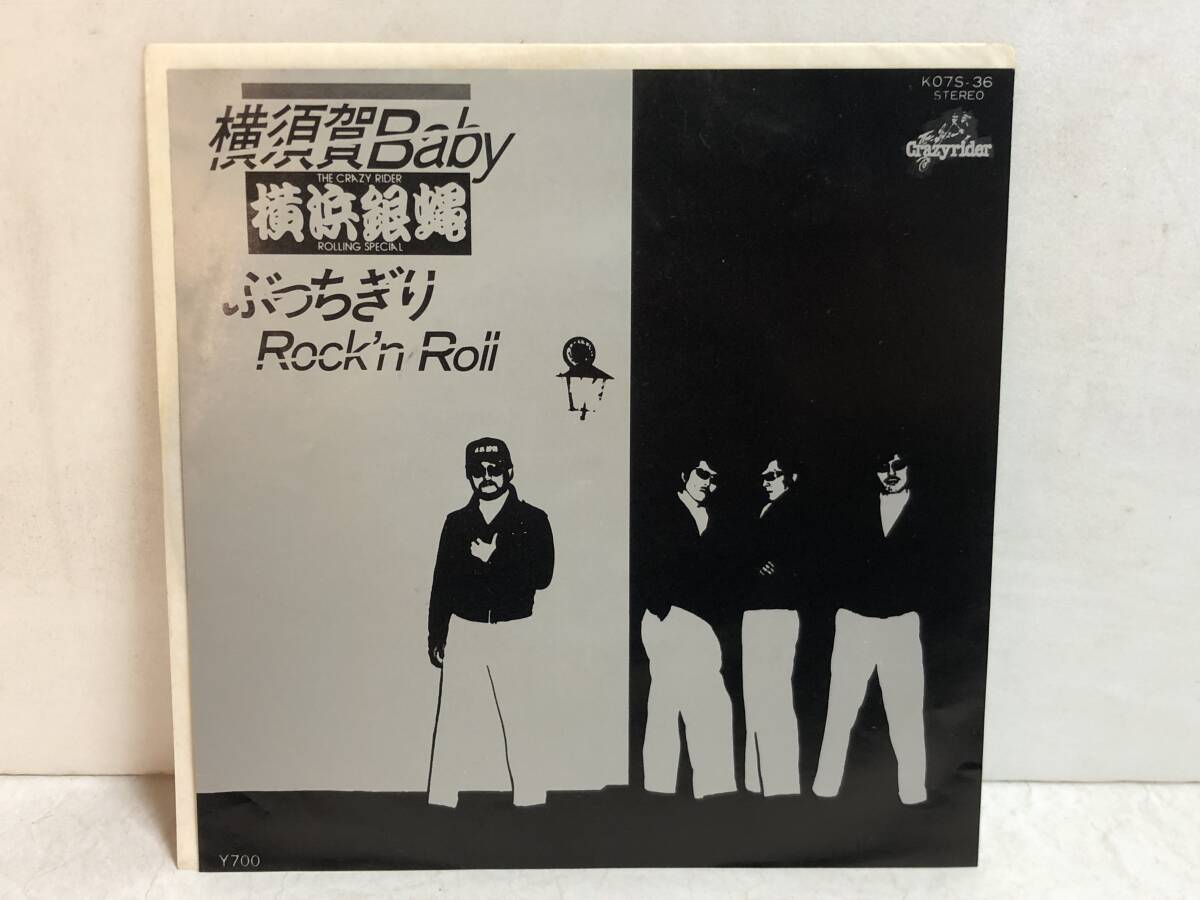 横須賀Baby
THE CRAZY RIDER
横浜銀蝿
ROLLING SPECIAL
ぶっちぎり
Rock'n Roll
K07S-36
STEREO
The
Crazyrider
Y700